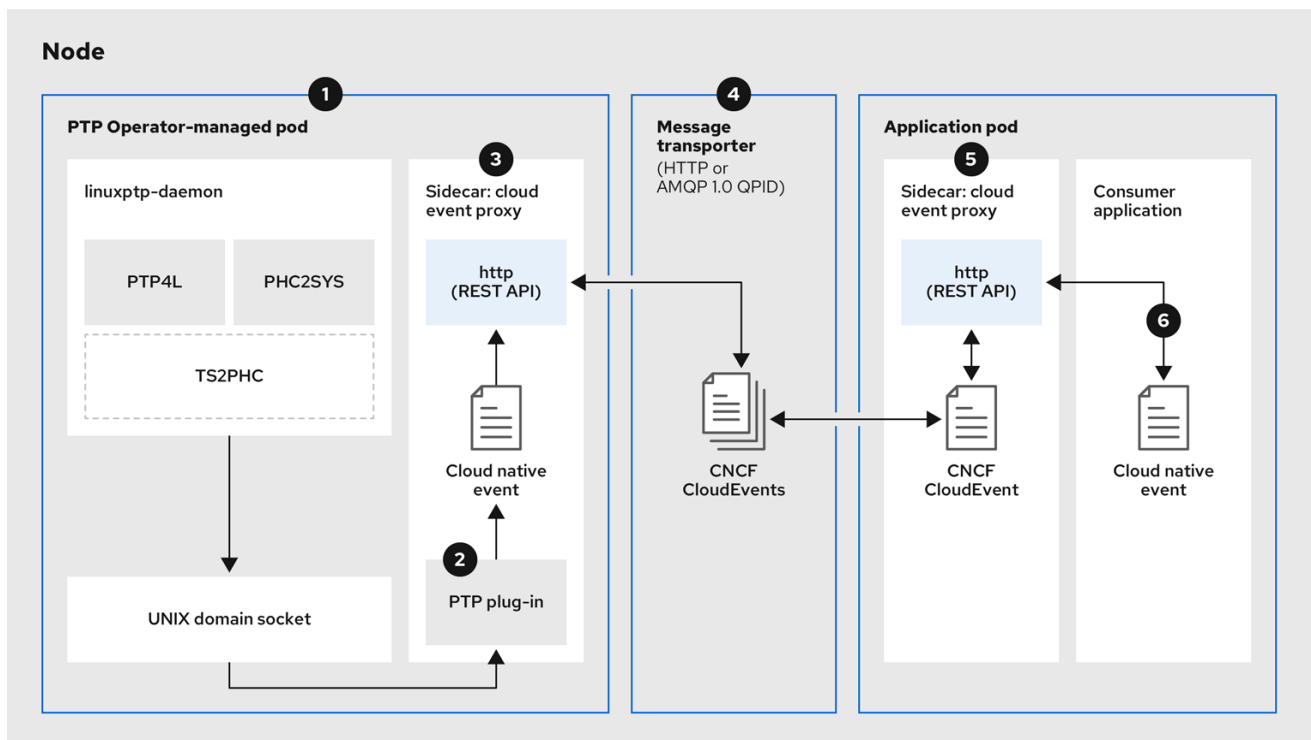 Node
1
PTP Operator-managed pod
linuxptp-daemon
PTP4L
PHC2SYS
TS2PHC
UNIX domain socket
3
Sidecar: cloud
event proxy
http
(REST API)
Cloud native
event
2
PTP plug-in
4
Message
transporter
(HTTP or
AMQP 1.0 QPID)
CNCF
CloudEvents
Application pod
5
Sidecar: cloud
event proxy
http
(REST API)
CNCF
CloudEvent
Consumer
application
6
Cloud native
event